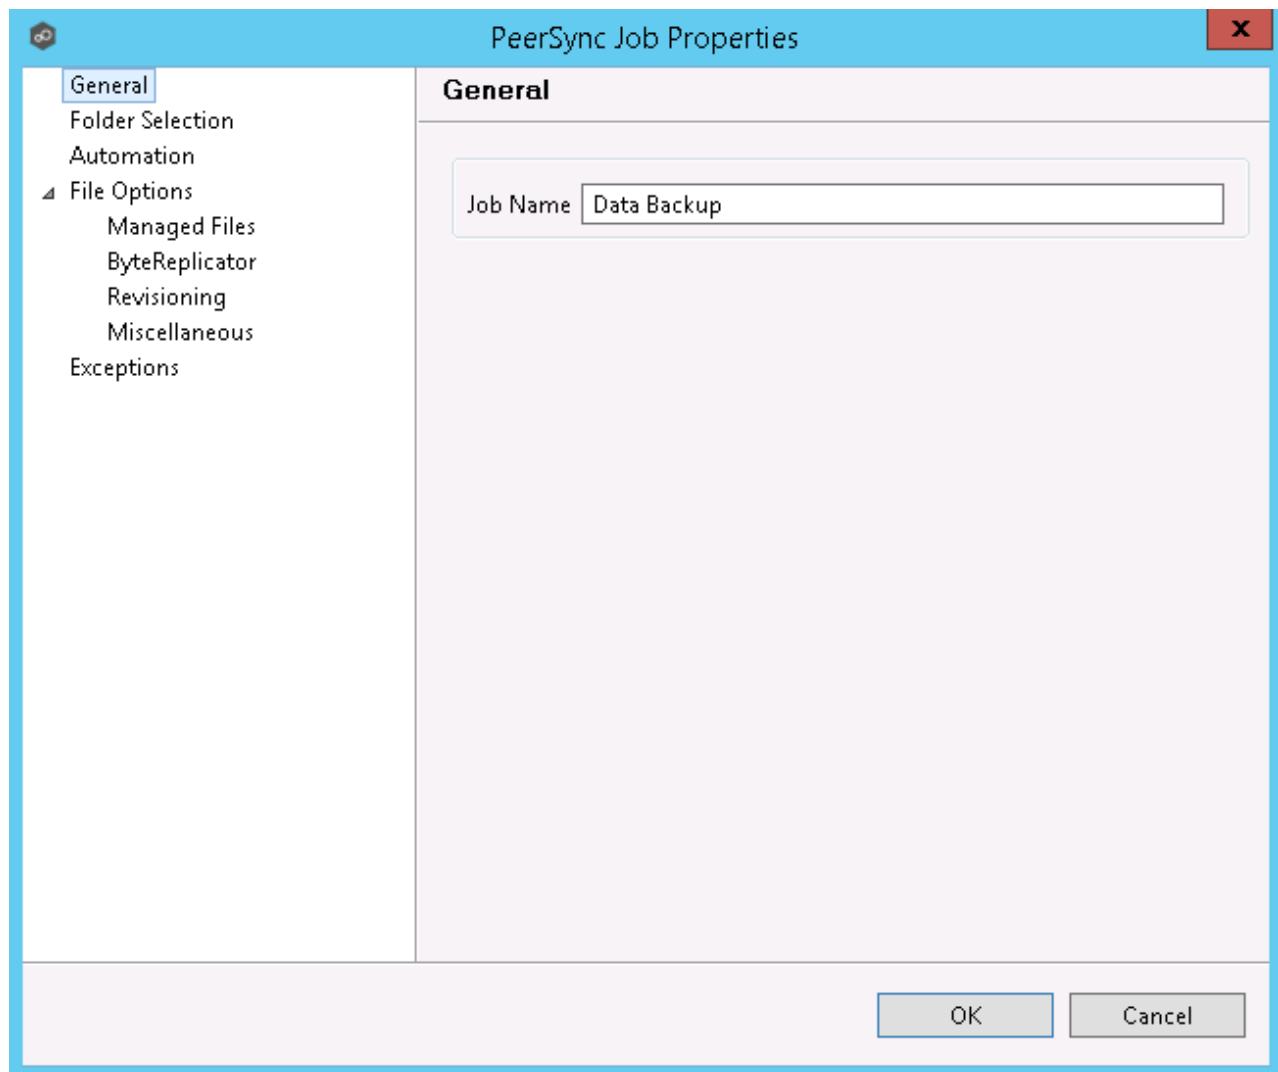 PeerSync Job Properties
x
General
Folder Selection
Automation
File Options
Managed Files
ByteReplicator
Revisioning
Miscellaneous
Exceptions
General
Job Name Data Backup
OK Cancel